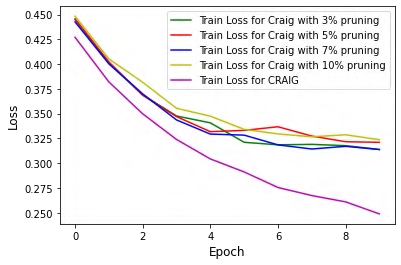 0.450
0.425
0.400
0.375
0.350
0.325
0.300
0.275
0.250
Loss
Train Loss for Craig with 3% pruning
Train Loss for Craig with 5% pruning
Train Loss for Craig with 7% pruning
Train Loss for Craig with 10% pruning
Train Loss for CRAIG
0 2 4 6 8
Epoch